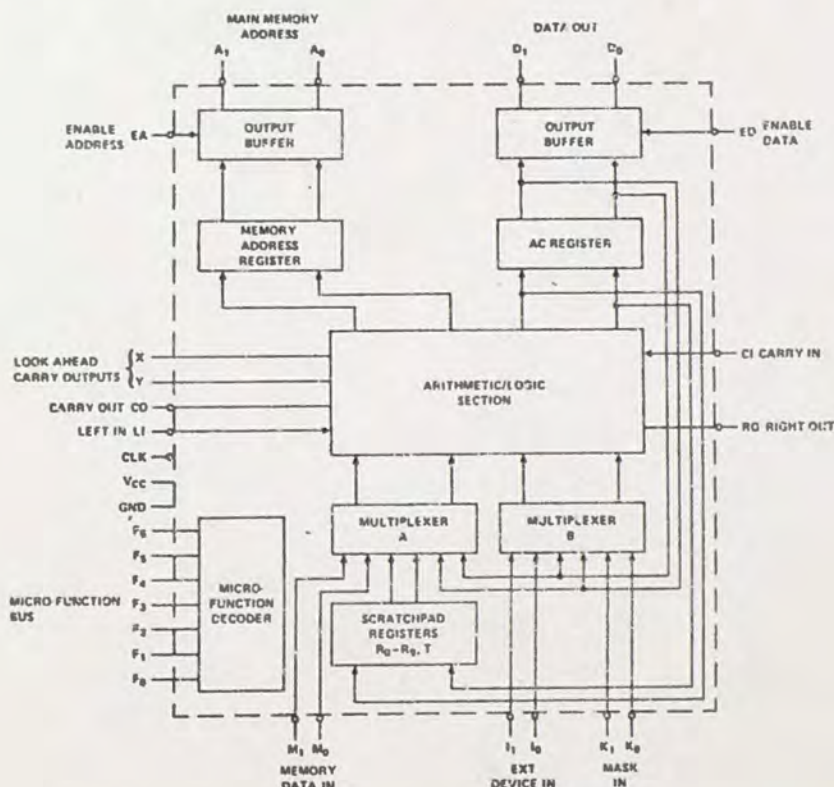 MAIN MEMORY
ADDRESS
DATA OUT
A1 A0
D1 D0
ENABLE
ADDRESS EA
OUTPUT
BUFFER
OUTPUT
BUFFER
ED ENABLE
DATA
MEMORY
ADDRESS
REGISTER
AC REGISTER
LOOK AHEAD
CARRY OUTPUTS
X
Y
ARITHMETIC/LOGIC
SECTION
CI CARRY IN
CARRY OUT CO
LEFT IN LI
RO RIGHT OUT
CLK
VCC
GND
MULTIPLEXER
A
MULTIPLEXER
B
MICRO-FUNCTION
BUS
F6
F5
F4
F3
F2
F1
F0
MICRO-
FUNCTION
DECODER
SCRATCHPAD
REGISTERS
R0-R9, T
M1 M0
I1 I0
K1 K0
MEMORY
DATA IN
EXT
DEVICE IN
MASK
IN